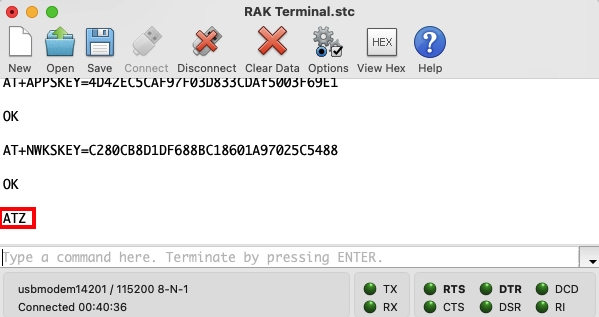 RAK Terminal.stc
New Open Save Connect Disconnect Clear Data Options View Hex Help
HEX
AT+APPSKEY=4D42EC5CAF97F03D833CDAf5003F69E1
OK
AT+NWKSKEY=C280CB8D1DF688BC18601A97025C5488
OK
ATZ
Type a command here. Terminate by pressing ENTER.
usbmodem14201 / 115200 8-N-1
Connected 00:40:36
TX RTS DTR DCD
RX CTS DSR RI